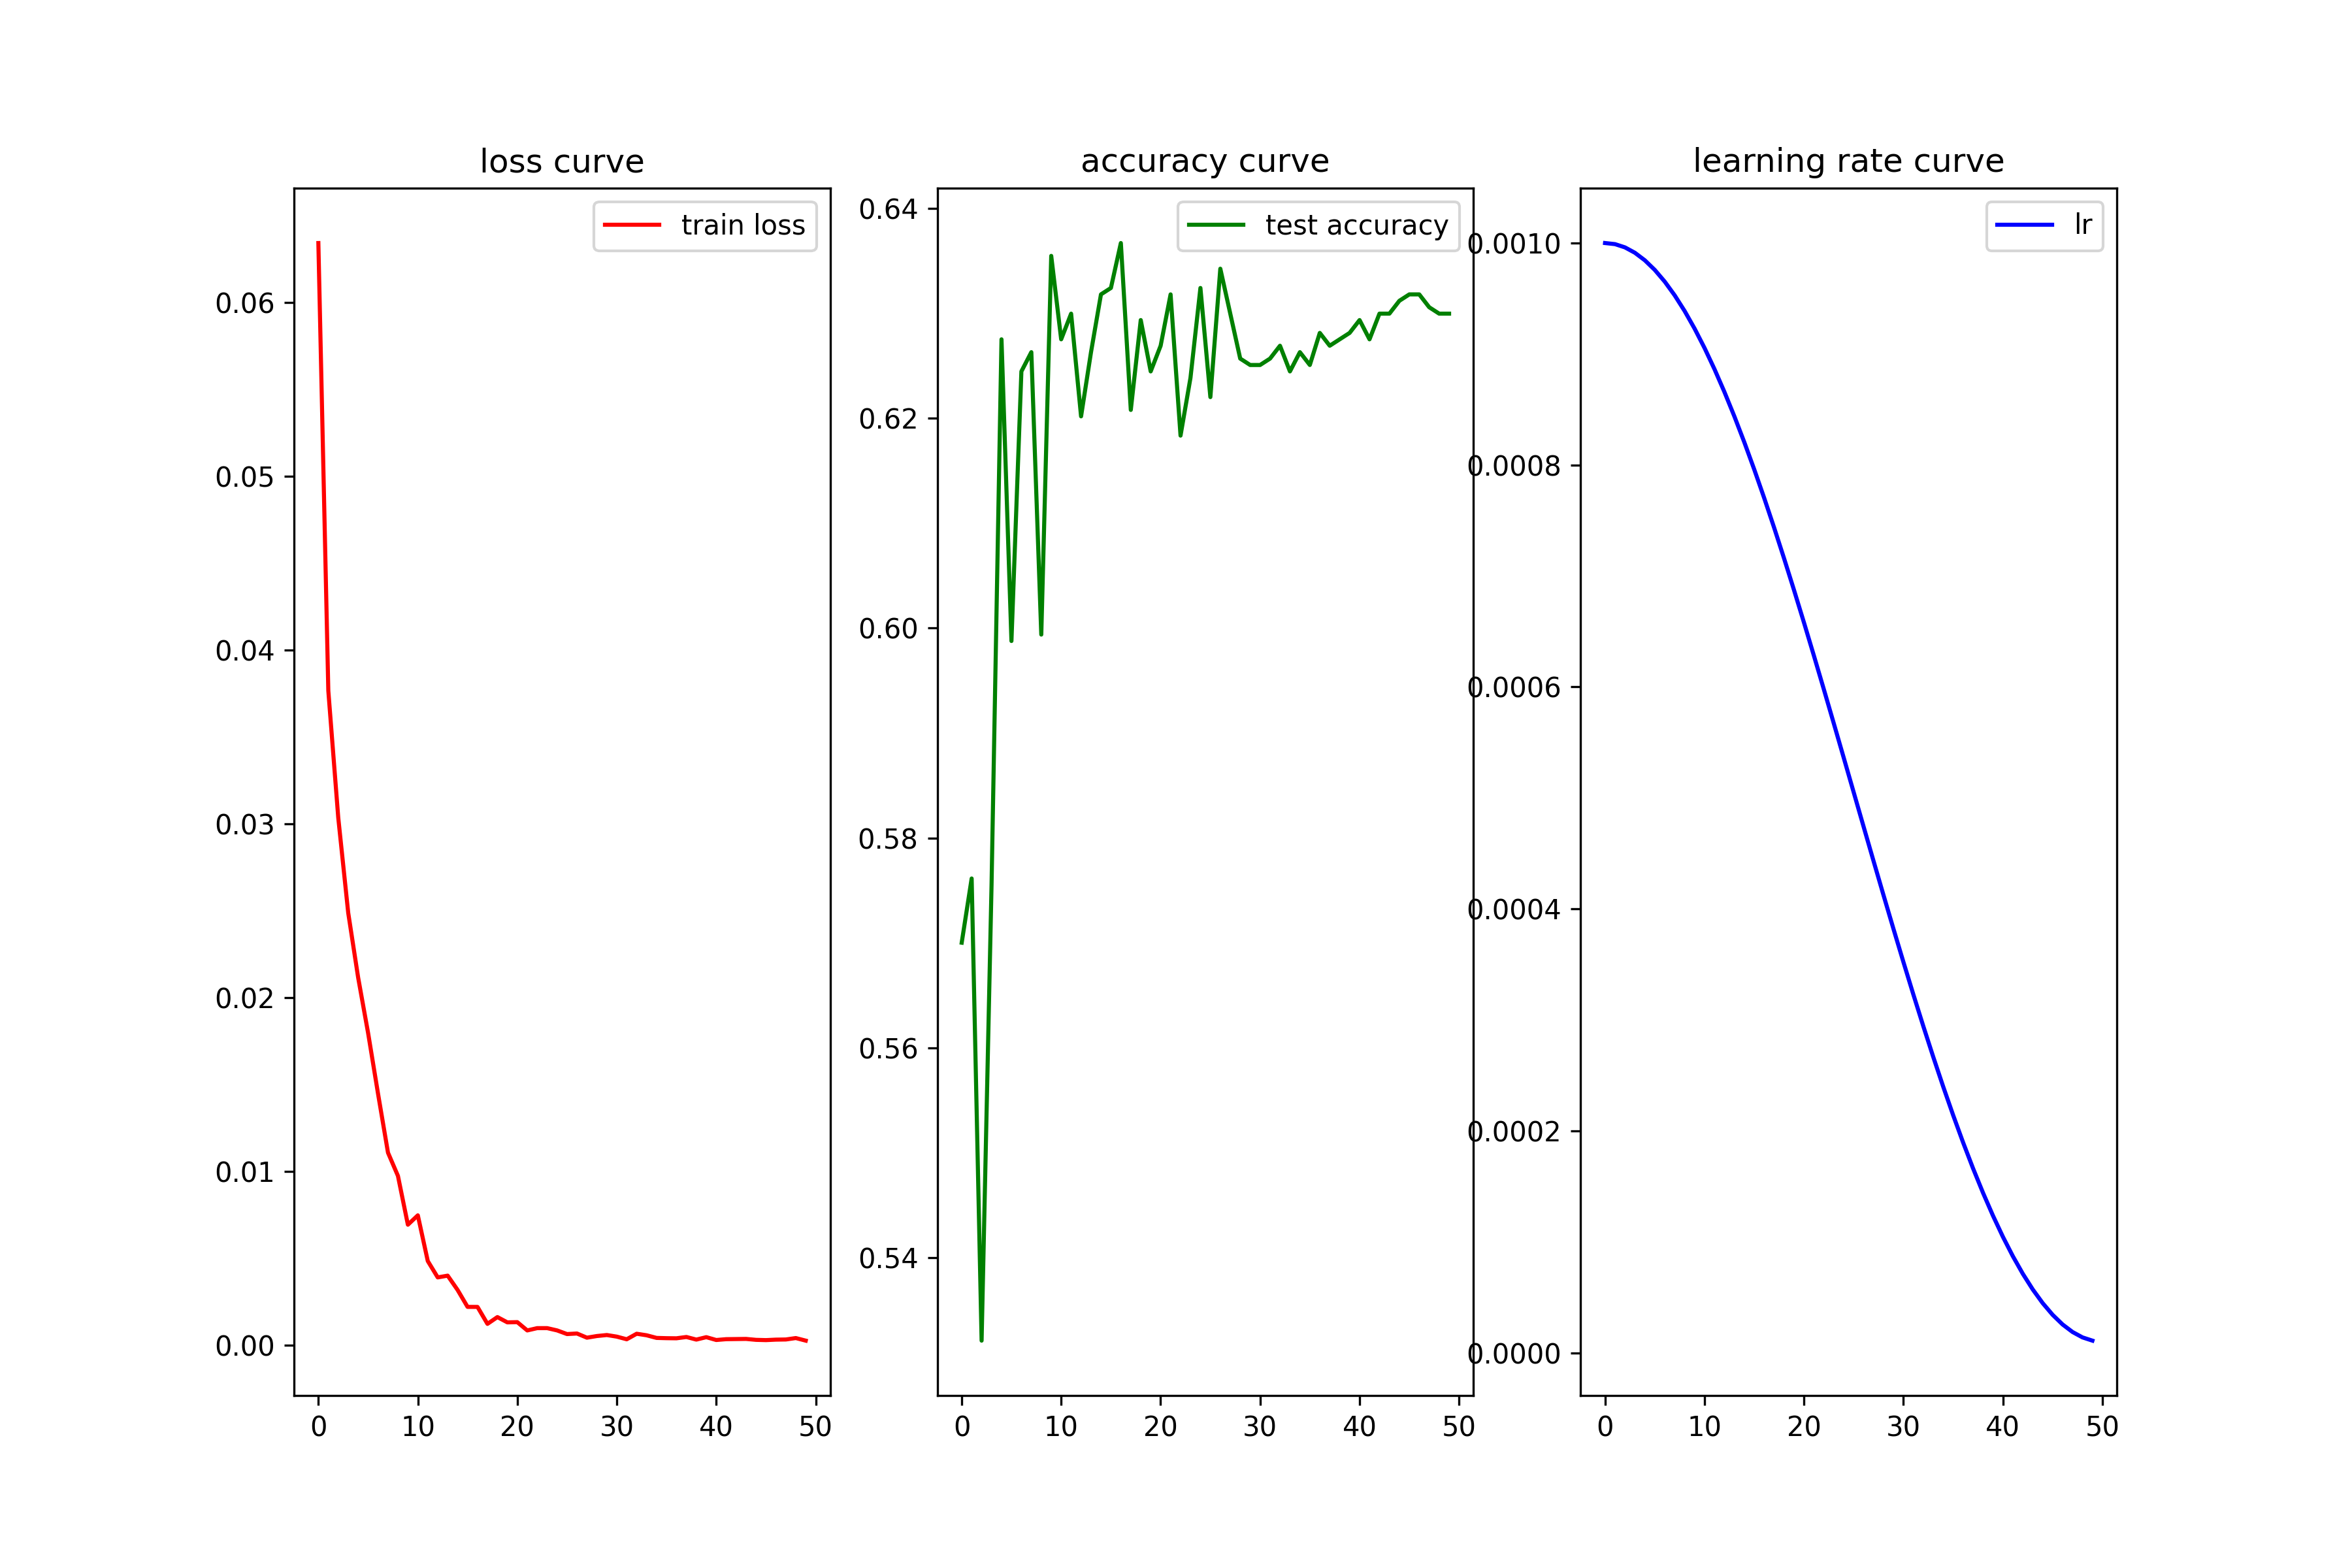 loss curve
train loss
0.06
0.05
0.04
0.03
0.02
0.01
0.00
0 10 20 30 40 50
accuracy curve
test accuracy
0.64
0.62
0.60
0.58
0.56
0.54
0 10 20 30 40 50
learning rate curve
lr
0.0010
0.0008
0.0006
0.0004
0.0002
0.0000
0 10 20 30 40 50